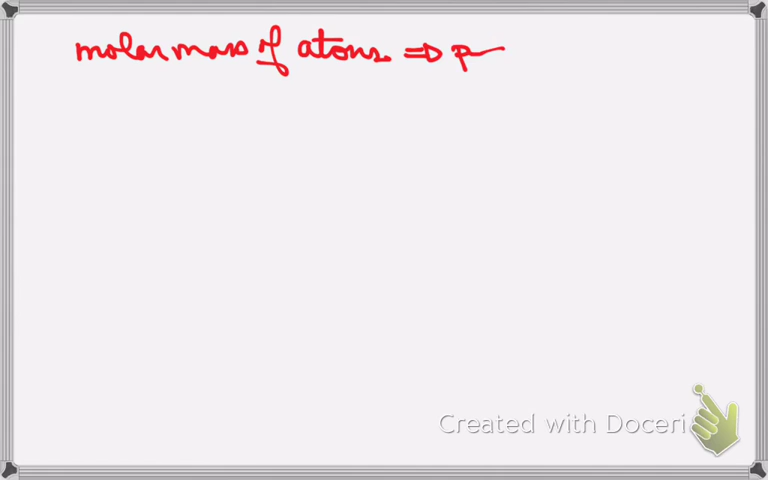 molar mass of atoms ⇒ p
Created with Doceri